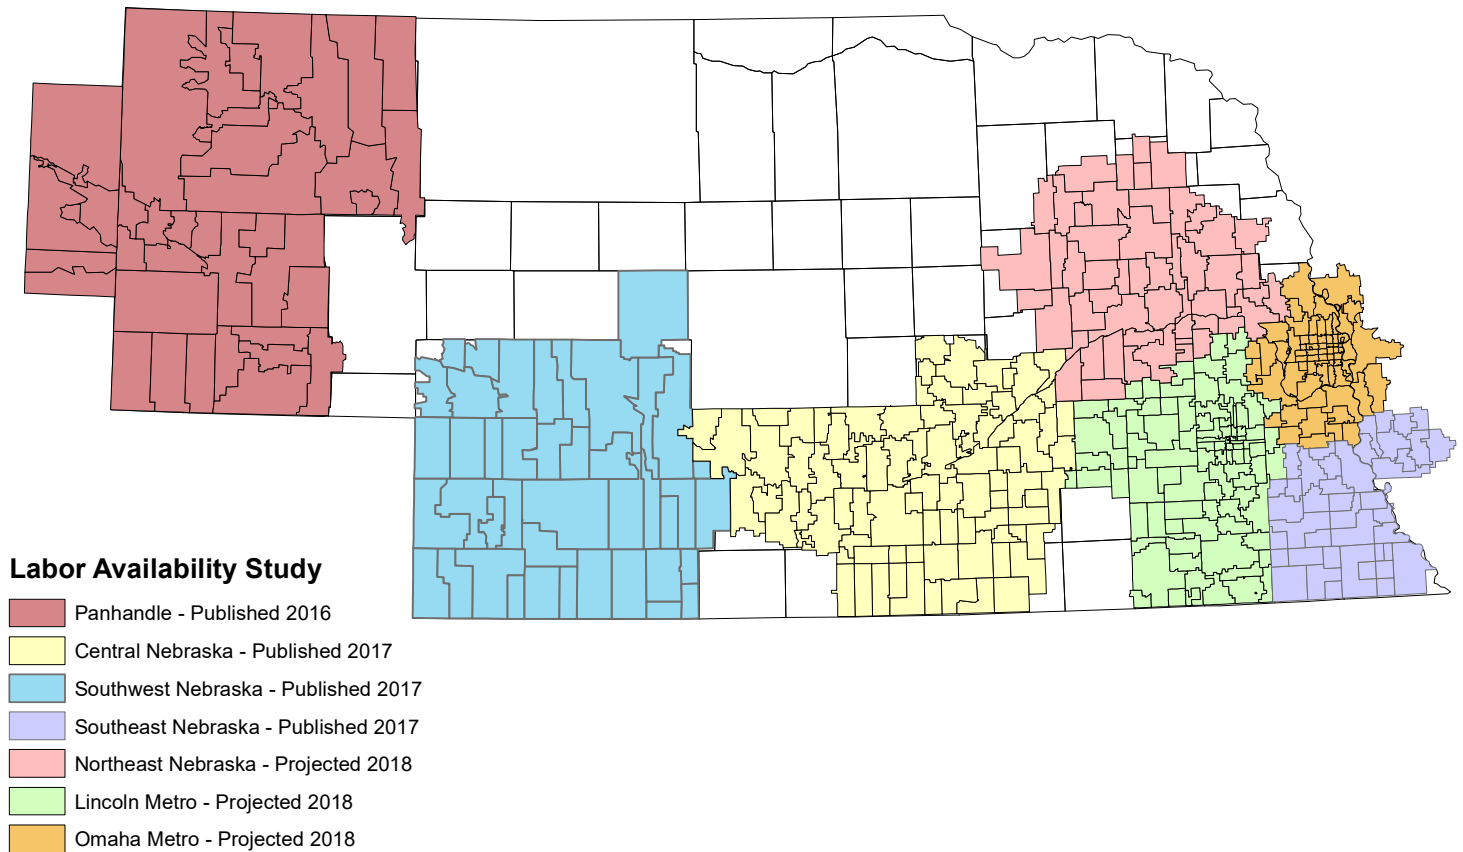 Labor Availability Study
Panhandle - Published 2016
Central Nebraska - Published 2017
Southwest Nebraska - Published 2017
Southeast Nebraska - Published 2017
Northeast Nebraska - Projected 2018
Lincoln Metro - Projected 2018
Omaha Metro - Projected 2018